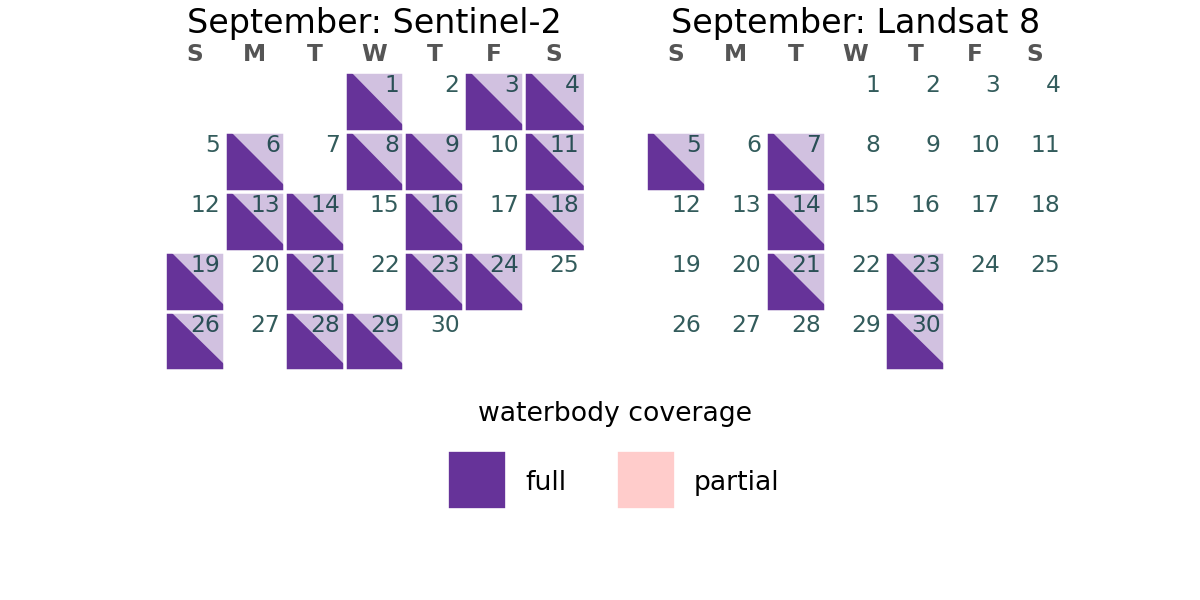 September: Sentinel-2
S M T W T F S
1 2 3 4
5 6 7 8 9 10 11
12 13 14 15 16 17 18
19 20 21 22 23 24 25
26 27 28 29 30
September: Landsat 8
S M T W T F S
1 2 3 4
5 6 7 8 9 10 11
12 13 14 15 16 17 18
19 20 21 22 23 24 25
26 27 28 29 30
waterbody coverage
full partial